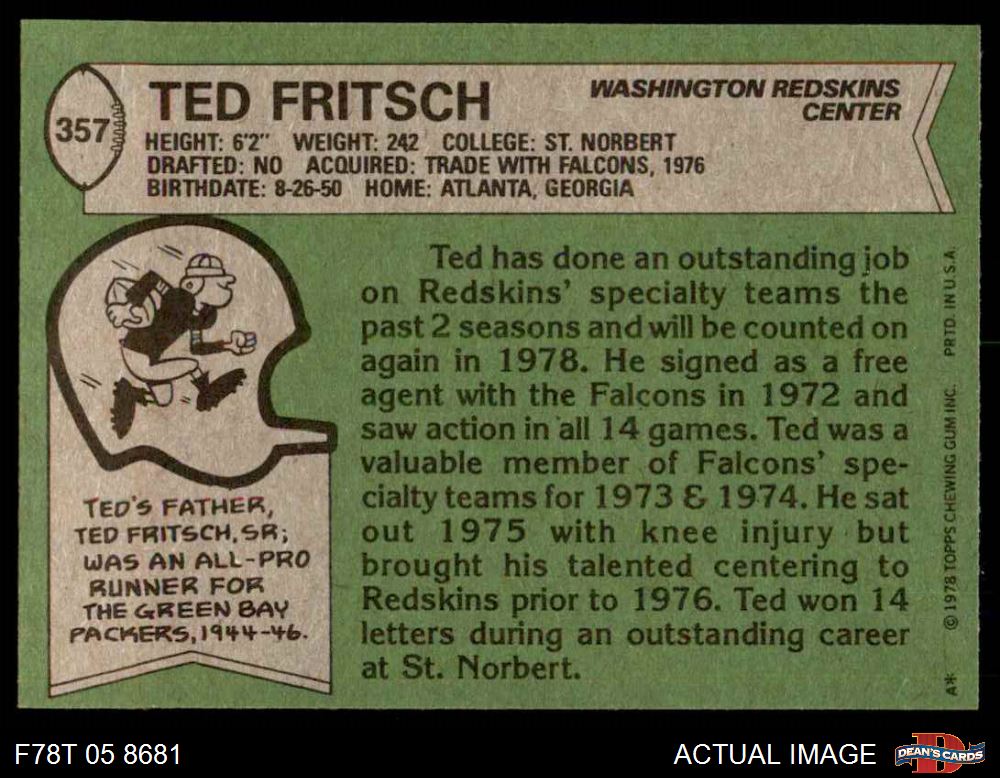 357
TED FRITSCH
WASHINGTON REDSKINS
CENTER
HEIGHT: 6'2" WEIGHT: 242 COLLEGE: ST. NORBERT
DRAFTED: NO ACQUIRED: TRADE WITH FALCONS, 1976
BIRTHDATE: 8-26-50 HOME: ATLANTA, GEORGIA
TED'S FATHER,
TED FRITSCH, SR;
WAS AN ALL-PRO
RUNNER FOR
THE GREEN BAY
PACKERS, 1944-46.
Ted has done an outstanding job
on Redskins' specialty teams the
past 2 seasons and will be counted on
again in 1978. He signed as a free
agent with the Falcons in 1972 and
saw action in all 14 games. Ted was a
valuable member of Falcons' spe-
cialty teams for 1973 & 1974. He sat
out 1975 with knee injury but
brought his talented centering to
Redskins prior to 1976. Ted won 14
letters during an outstanding career
at St. Norbert.
A* © 1978 TOPPS CHEWING GUM INC. PRTD. IN U.S.A.
F78T 05 8681
ACTUAL IMAGE
D
DEAN'S CARDS